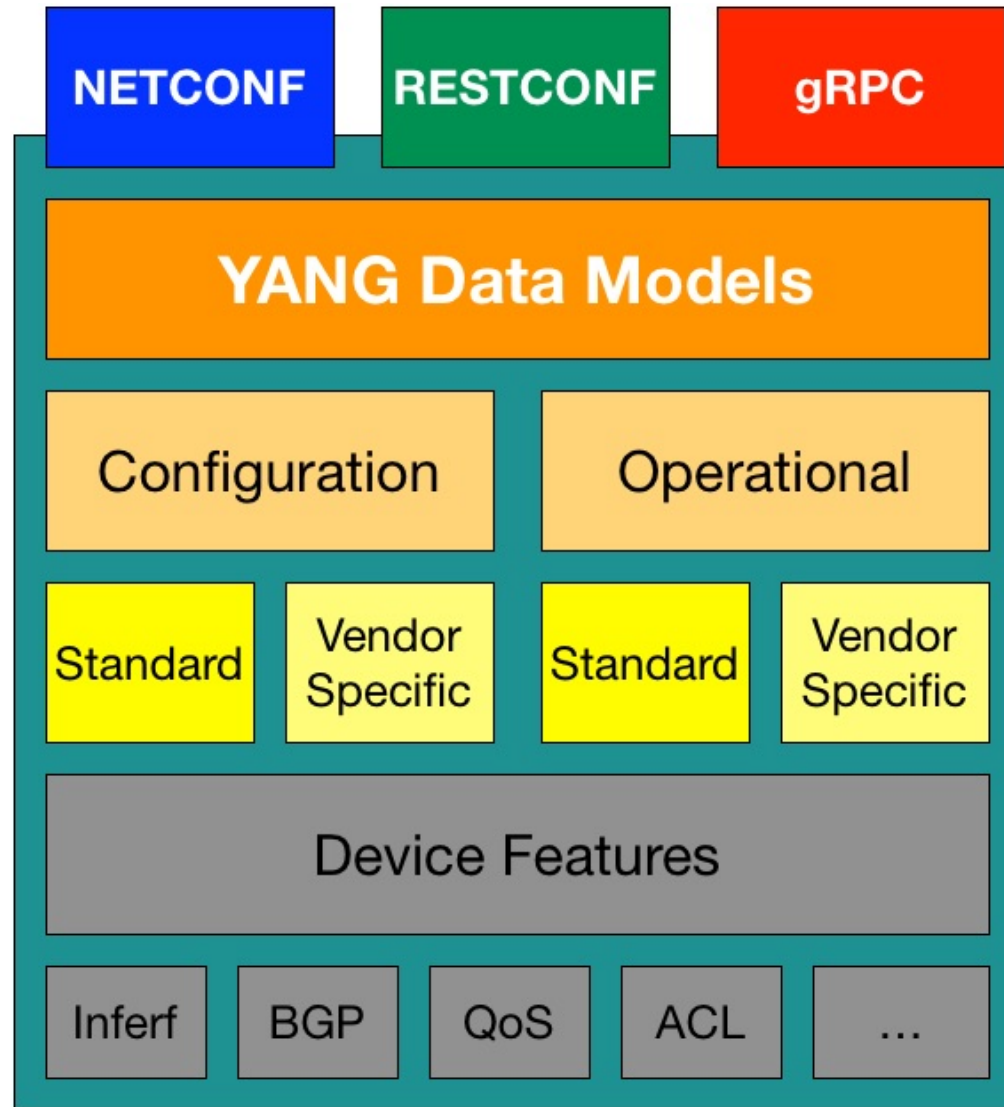 NETCONF
RESTCONF
gRPC
YANG Data Models
Configuration
Operational
Standard
Vendor
Specific
Standard
Vendor
Specific
Device Features
Inferf
BGP
QoS
ACL
...